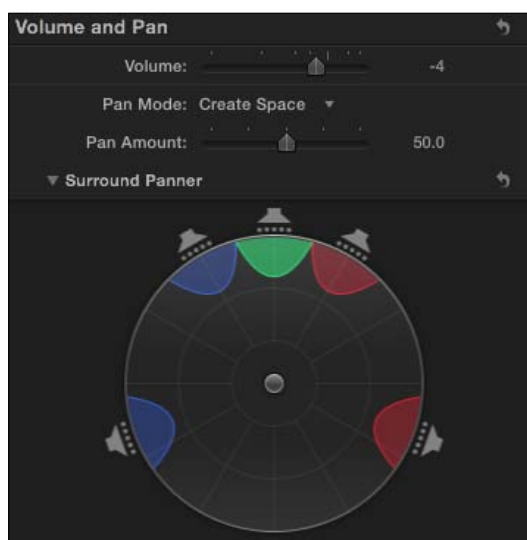 Volume and Pan
Volume: -4
Pan Mode: Create Space
Pan Amount: 50.0
Surround Panner